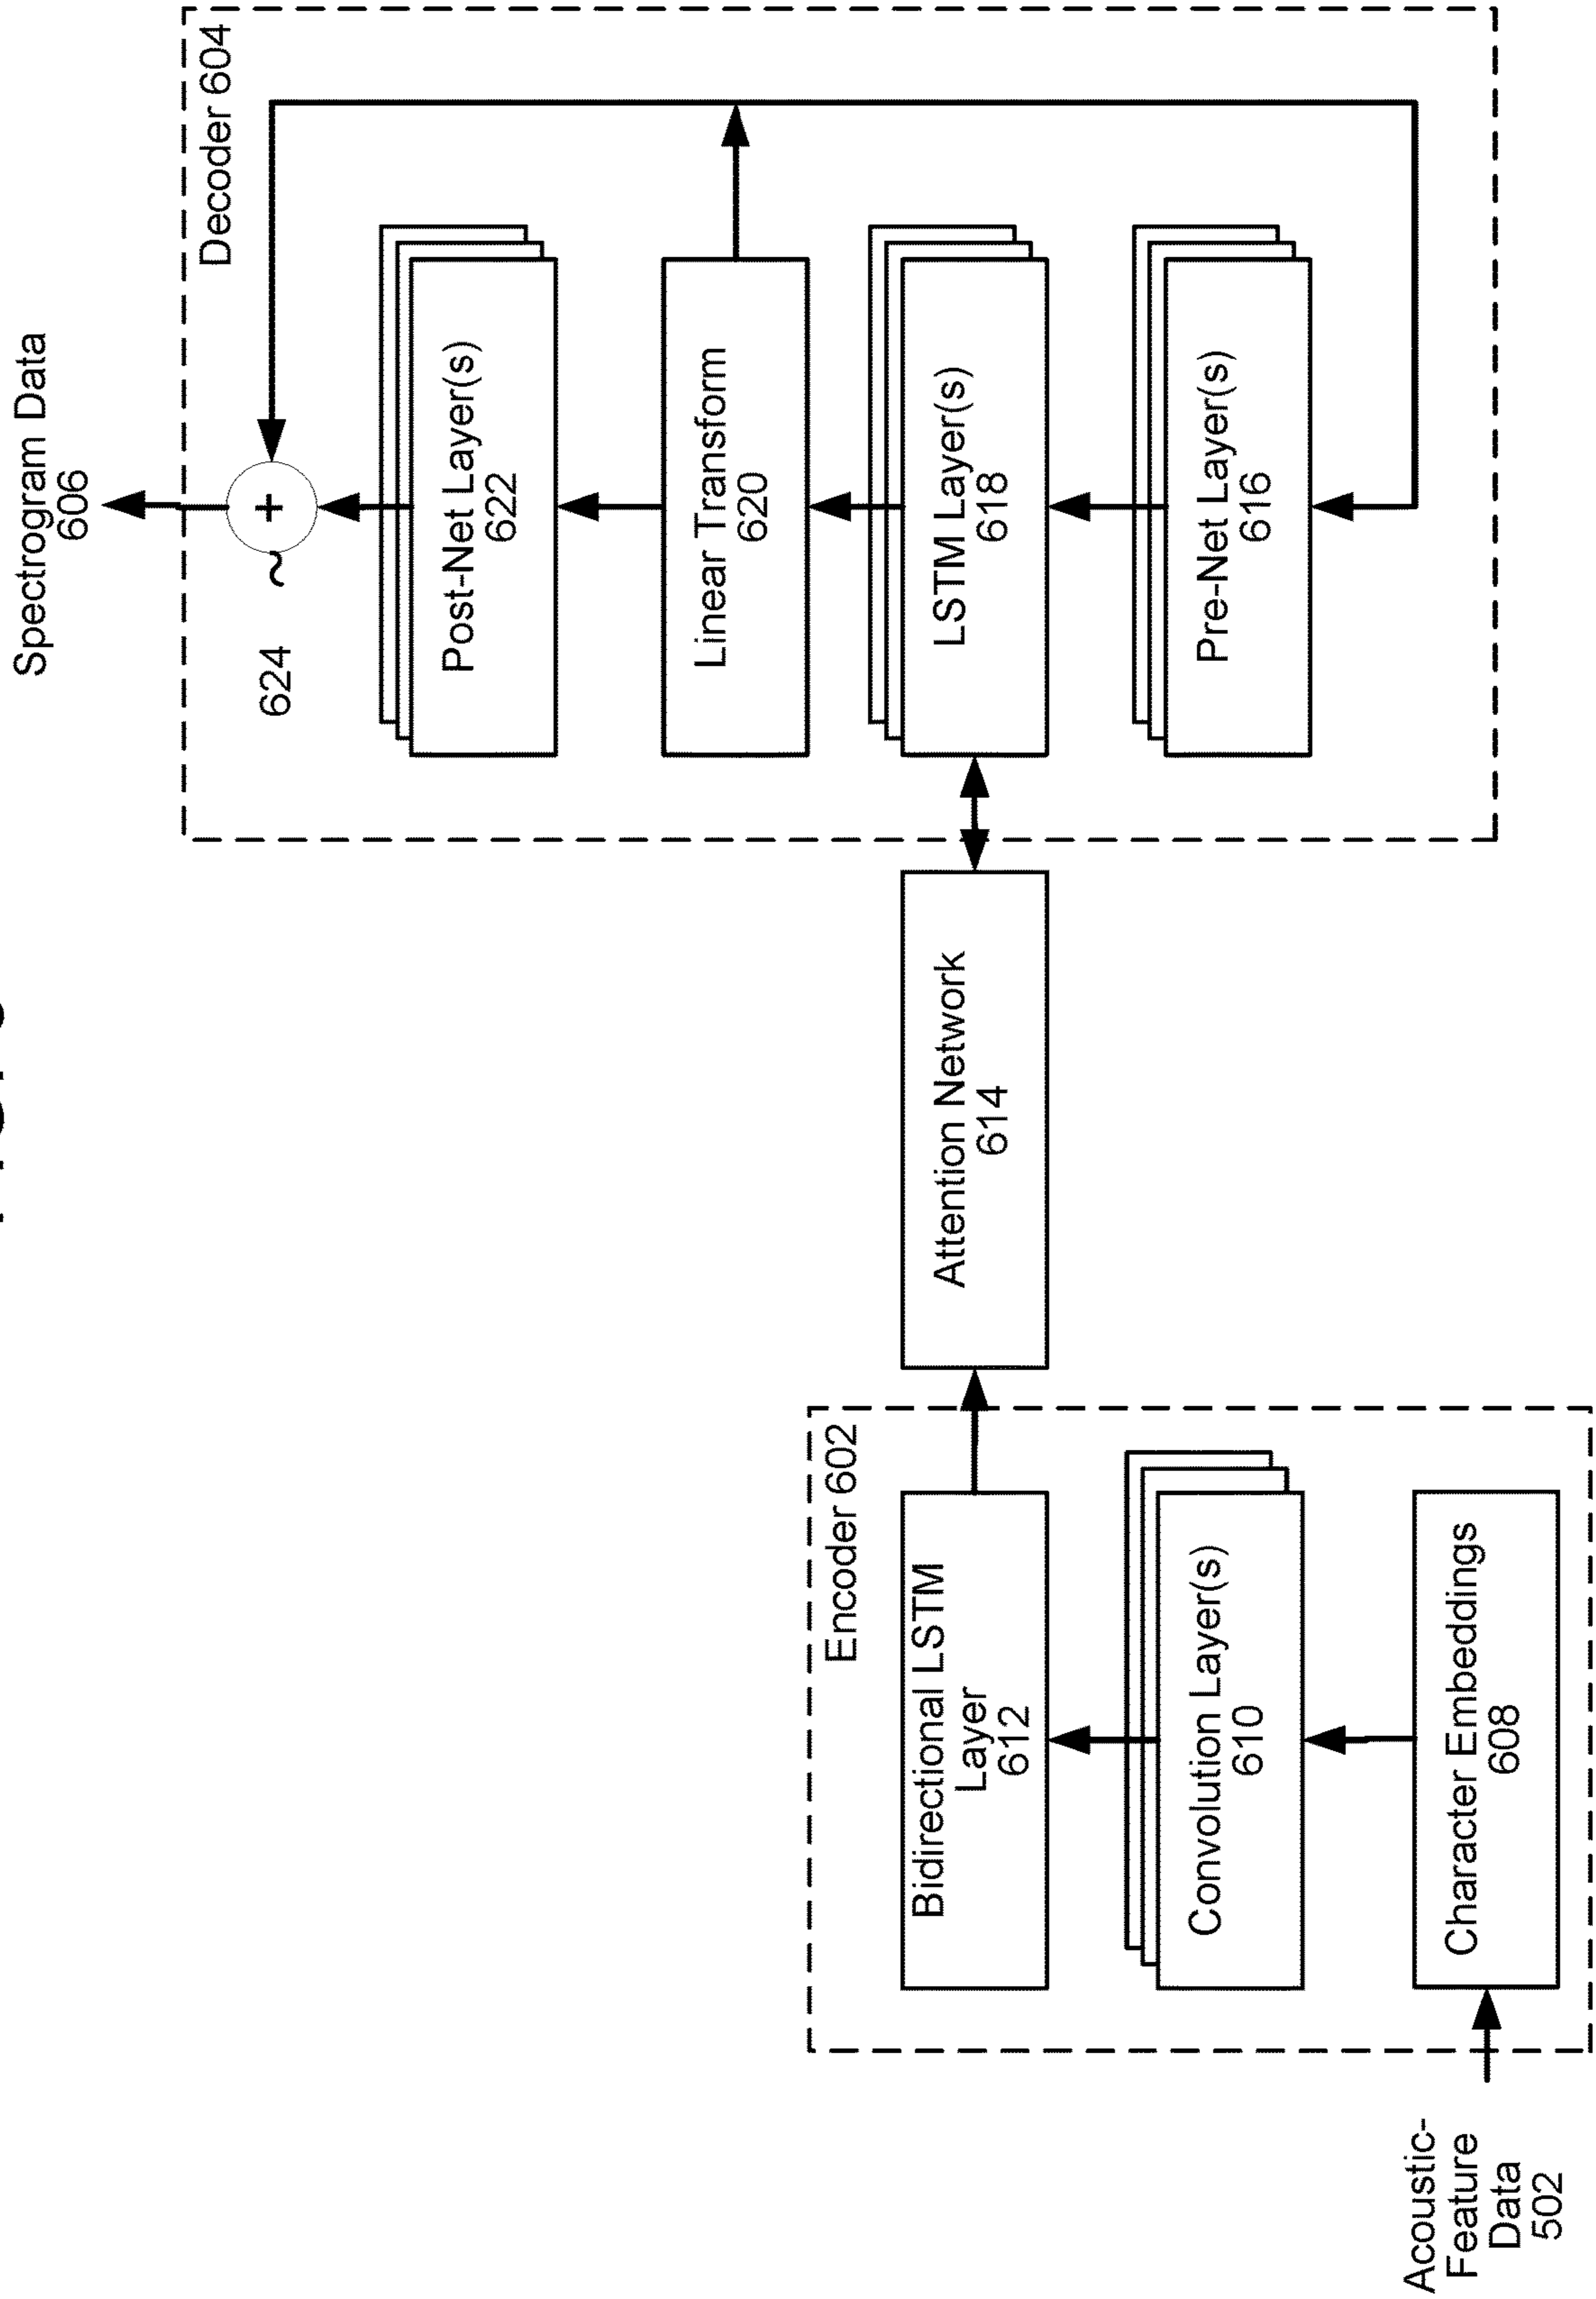 Spectrogram Data
606
Decoder 604
+
~
624
Post-Net Layer(s)
622
Linear Transform
620
LSTM Layer(s)
618
Pre-Net Layer(s)
616
Attention Network
614
Encoder 602
Bidirectional LSTM
Layer
612
Convolution Layer(s)
610
Character Embeddings
608
Acoustic-
Feature
Data
502